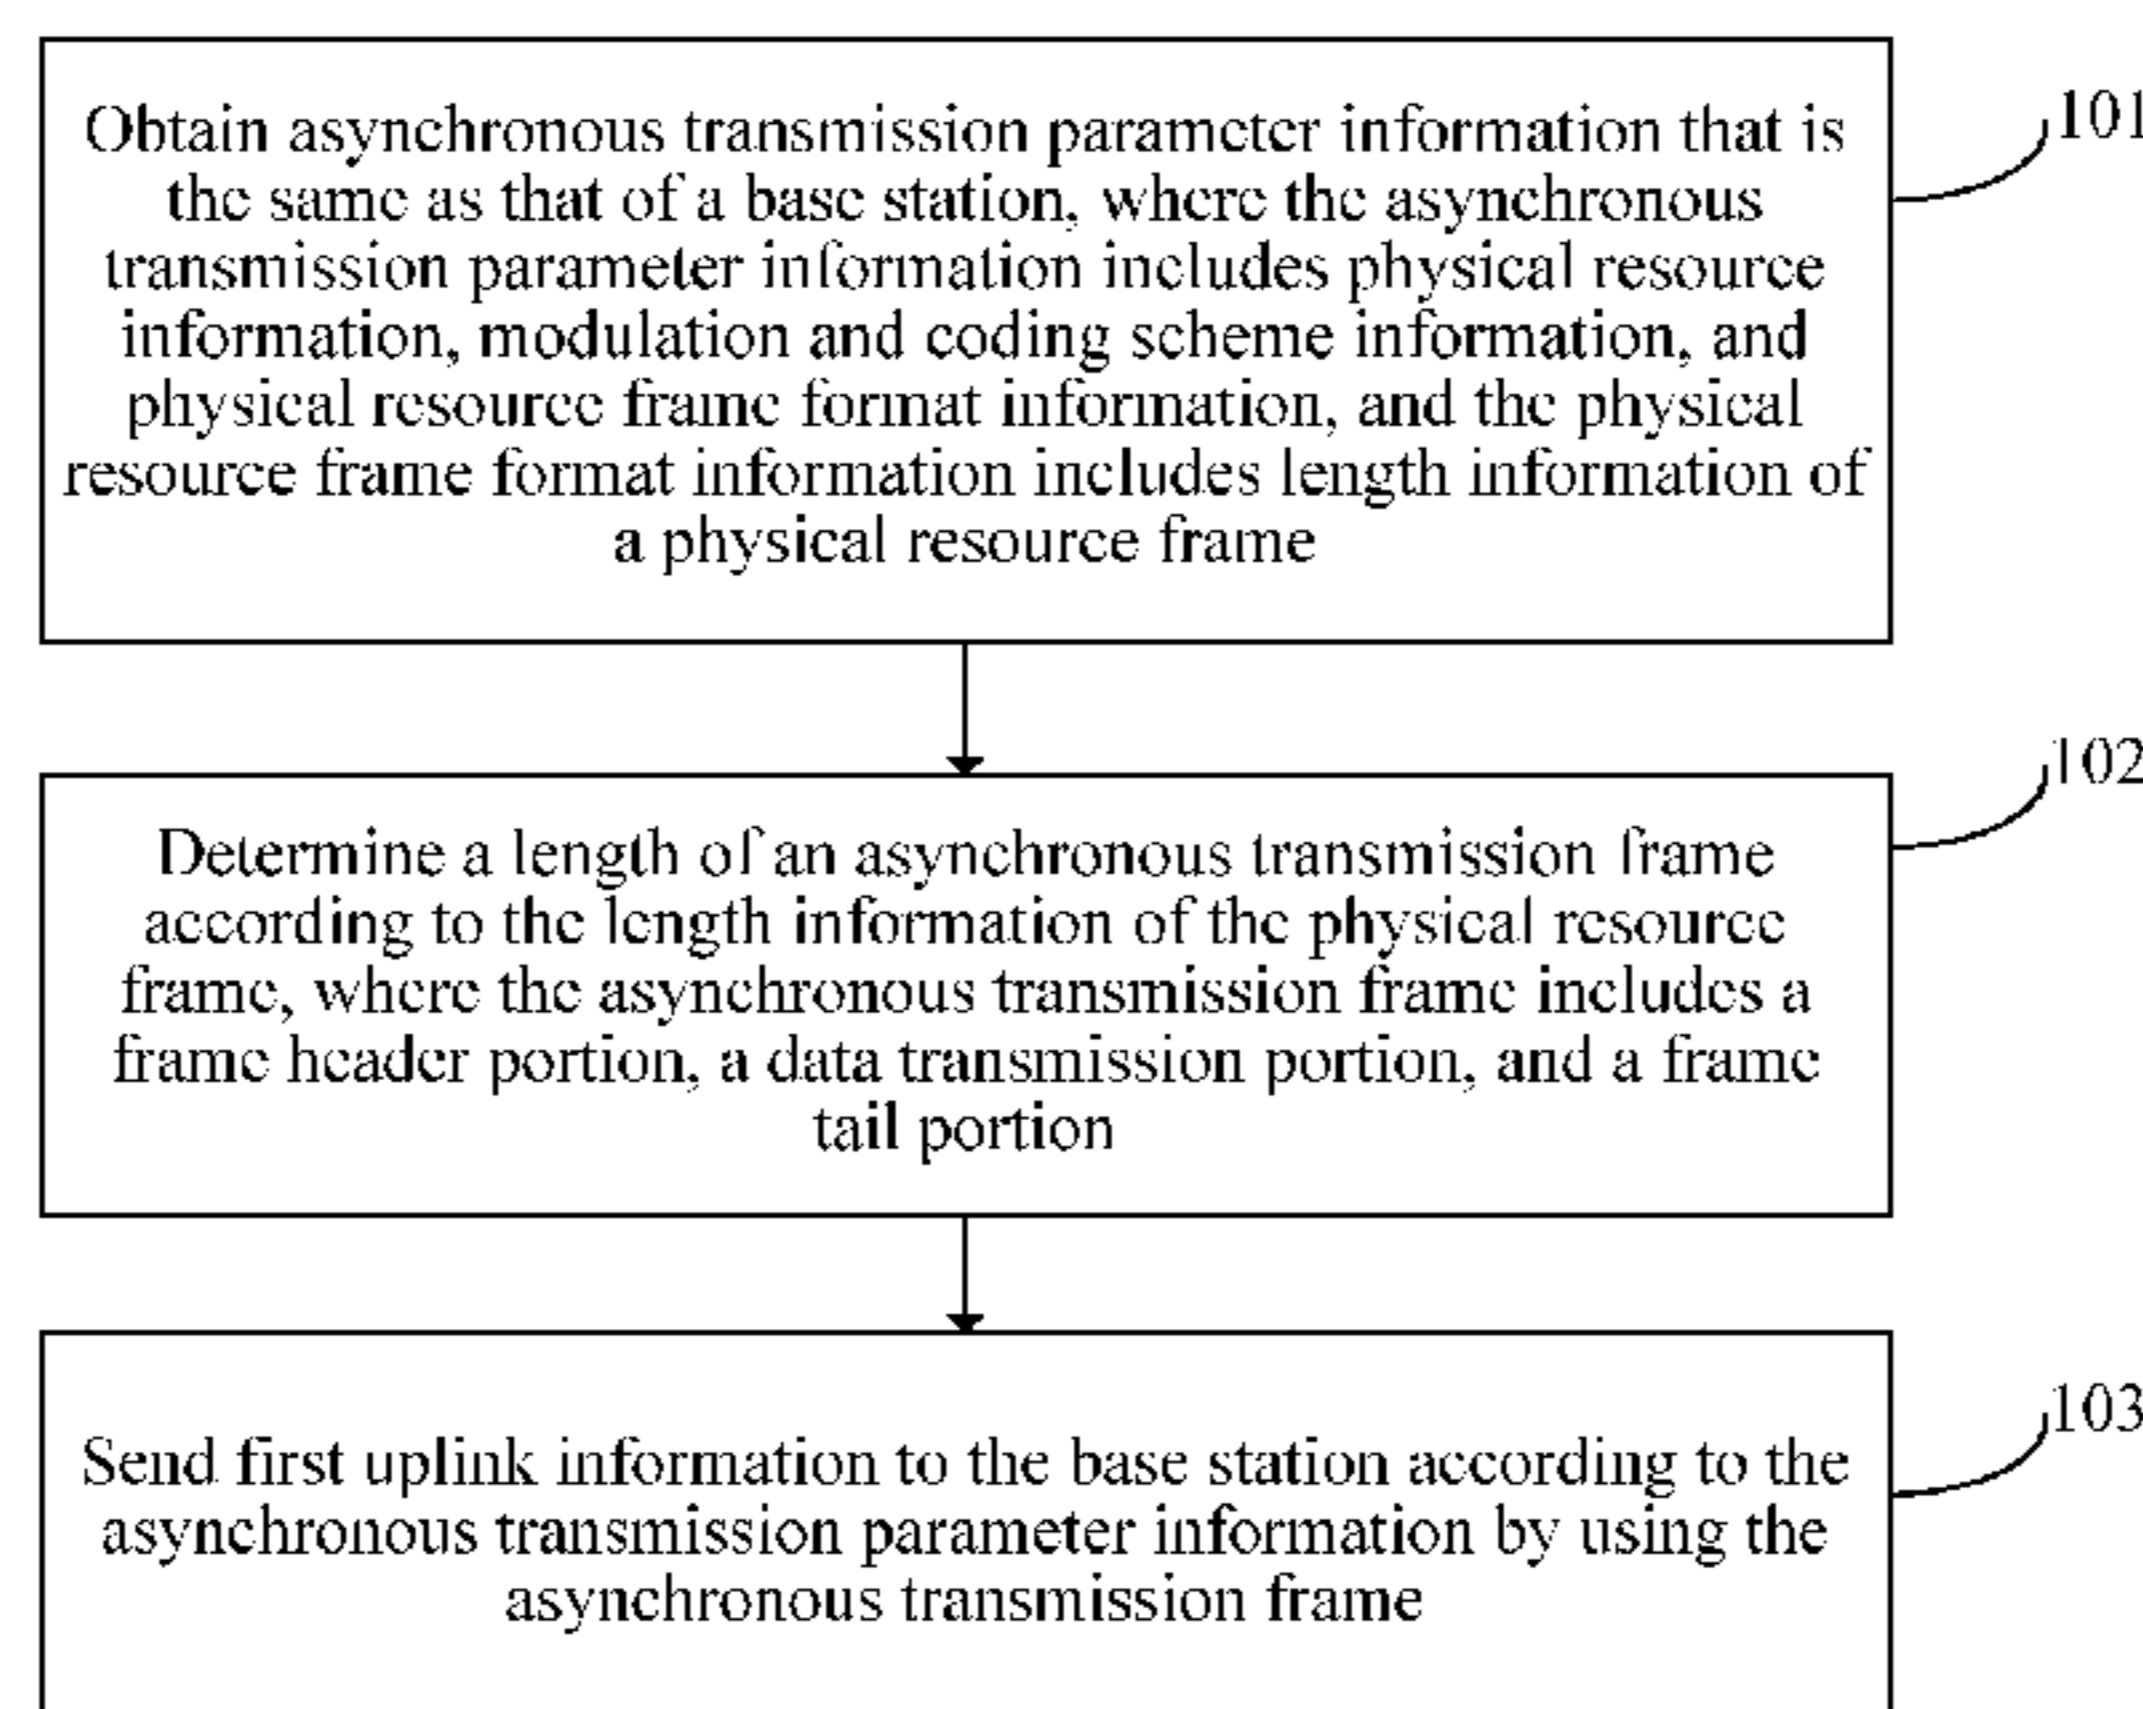 Obtain asynchronous transmission parameter information that is
the same as that of a base station, where the asynchronous
transmission parameter information includes physical resource
information, modulation and coding scheme information, and
physical resource frame format information, and the physical
resource frame format information includes length information of
a physical resource frame
101
Determine a length of an asynchronous transmission frame
according to the length information of the physical resource
frame, where the asynchronous transmission frame includes a
frame header portion, a data transmission portion, and a frame
tail portion
102
Send first uplink information to the base station according to the
asynchronous transmission parameter information by using the
asynchronous transmission frame
103